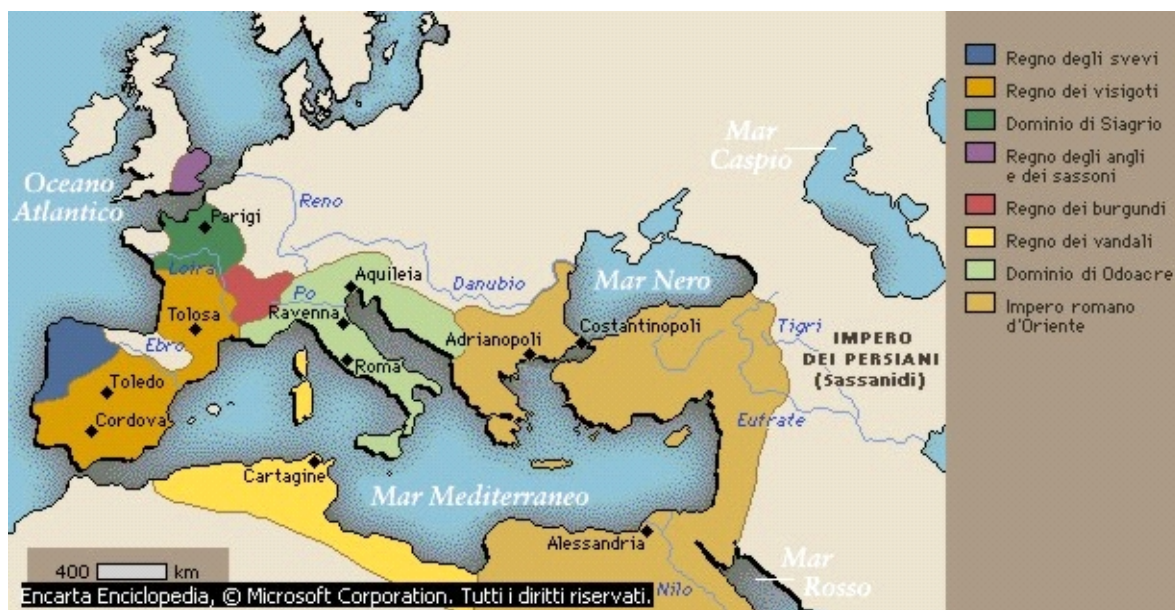 Oceano
Atlantico
Parigi
Loira
Reno
Tolosa
Ebro
Toledo
Cordova
Po
Aquileia
Ravenna
Roma
Danubio
Adrianopoli
Costantinopoli
Mar Nero
Mar
Caspio
Tigri
IMPERO
DEI PERSIANI
(Sassanidi)
Eufrate
Cartagine
Mar Mediterraneo
Alessandria
Nilo
Mar
Rosso
400 km
Encarta Enciclopedia, © Microsoft Corporation. Tutti i diritti riservati.
Regno degli svevi
Regno dei visigoti
Dominio di Siagrio
Regno degli angli
e dei sassoni
Regno dei burgundi
Regno dei vandali
Dominio di Odoacre
Impero romano
d'Oriente